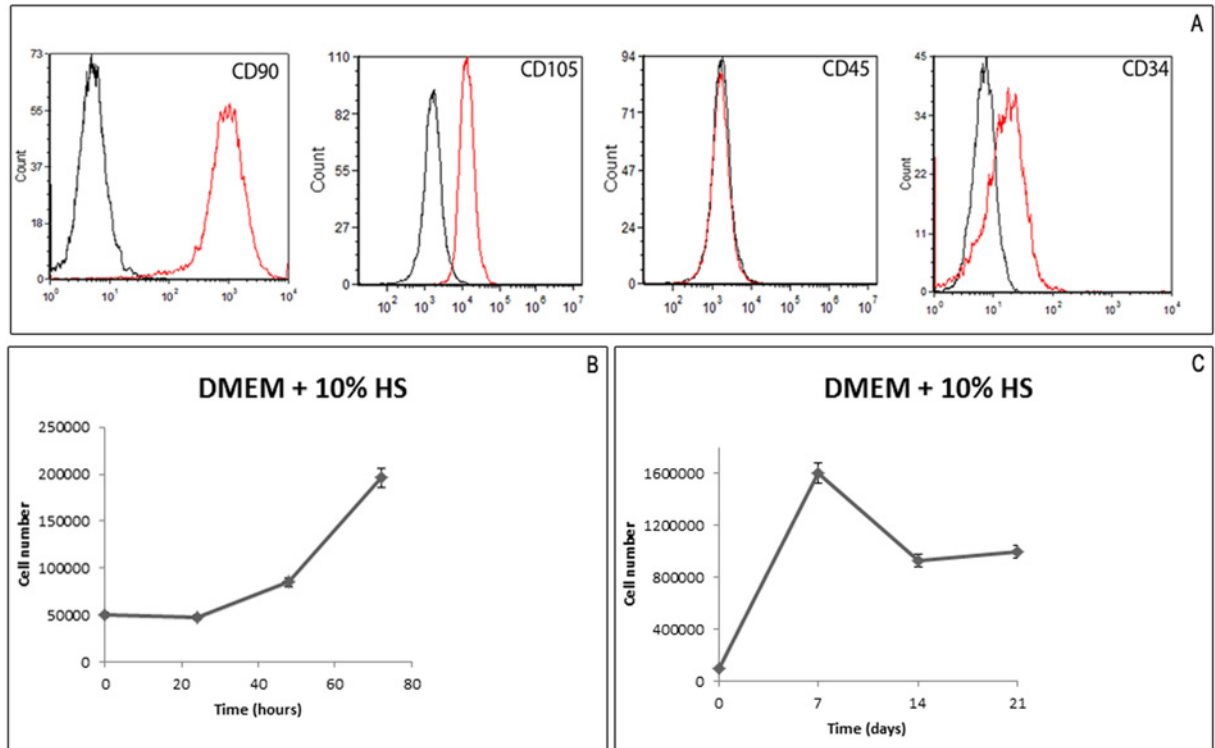 A
CD90
73
55
37
18
0
Count
10⁰ 10¹ 10² 10³ 10⁴
CD105
110
82
55
27
0
Count
10² 10³ 10⁴ 10⁵ 10⁶ 10⁷
CD45
94
71
47
24
0
Count
10² 10³ 10⁴ 10⁵ 10⁶ 10⁷
CD34
45
34
22
11
0
Count
10⁰ 10¹ 10² 10³ 10⁴
B
DMEM + 10% HS
250000
200000
150000
100000
50000
0
Cell number
0 20 40 60 80
Time (hours)
C
DMEM + 10% HS
1600000
1200000
800000
400000
0
Cell number
0 7 14 21
Time (days)